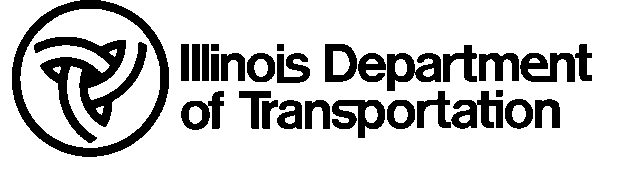 Illinois Department
of Transportation